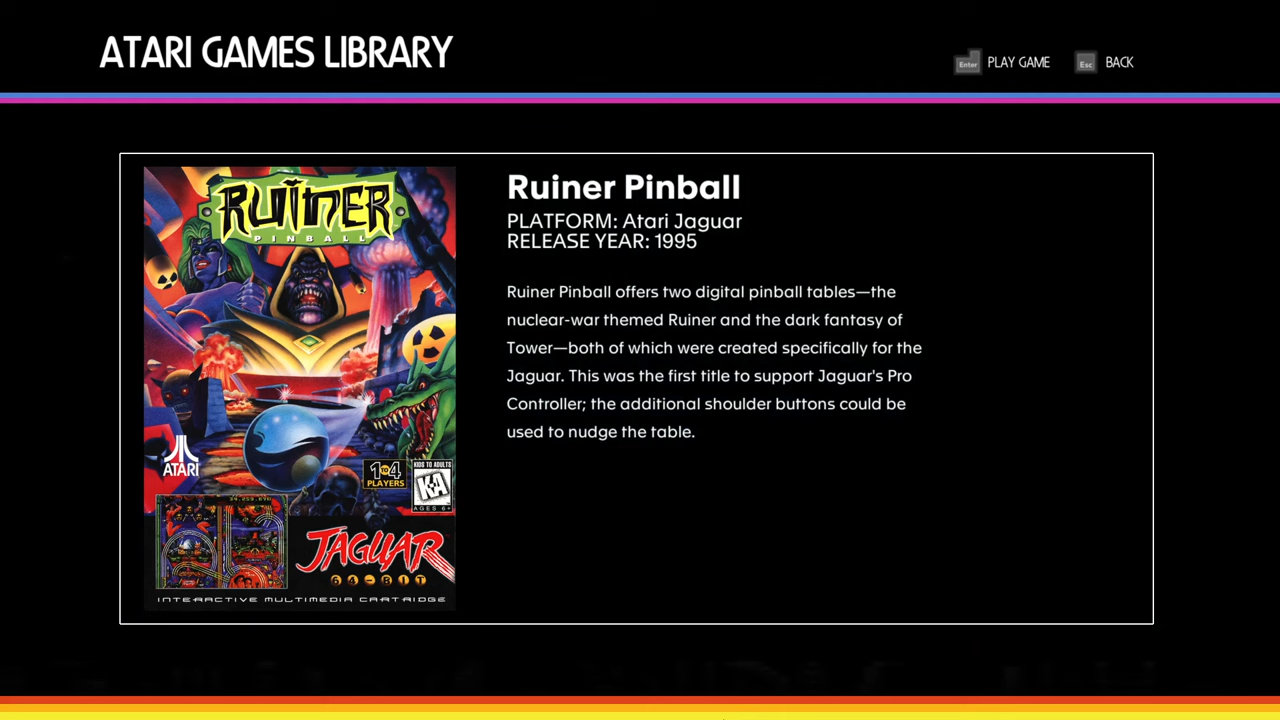 ATARI GAMES LIBRARY
Enter PLAY GAME Esc BACK
RUINER
PINBALL
Ruiner Pinball
PLATFORM: Atari Jaguar
RELEASE YEAR: 1995
Ruiner Pinball offers two digital pinball tables—the
nuclear-war themed Ruiner and the dark fantasy of
Tower—both of which were created specifically for the
Jaguar. This was the first title to support Jaguar's Pro
Controller; the additional shoulder buttons could be
used to nudge the table.
ATARI
1 TO 4
PLAYERS
KIDS TO ADULTS
K-A
AGES 6+
JAGUAR
64-BIT
INTERACTIVE MULTIMEDIA CARTRIDGE